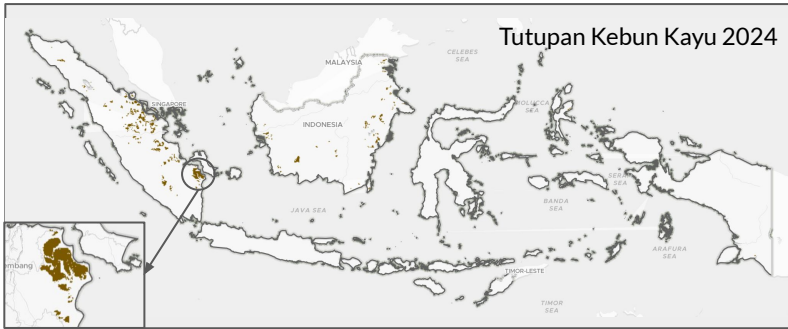 Tutupan Kebun Kayu 2024
CELEBES
SEA
MALAYSIA
SINGAPORE
MOLUCCA
SEA
INDONESIA
SERAM
SEA
JAVA SEA
BANDA
SEA
ARAFURA
SEA
embang
TIMOR-LESTE
TIMOR
SEA